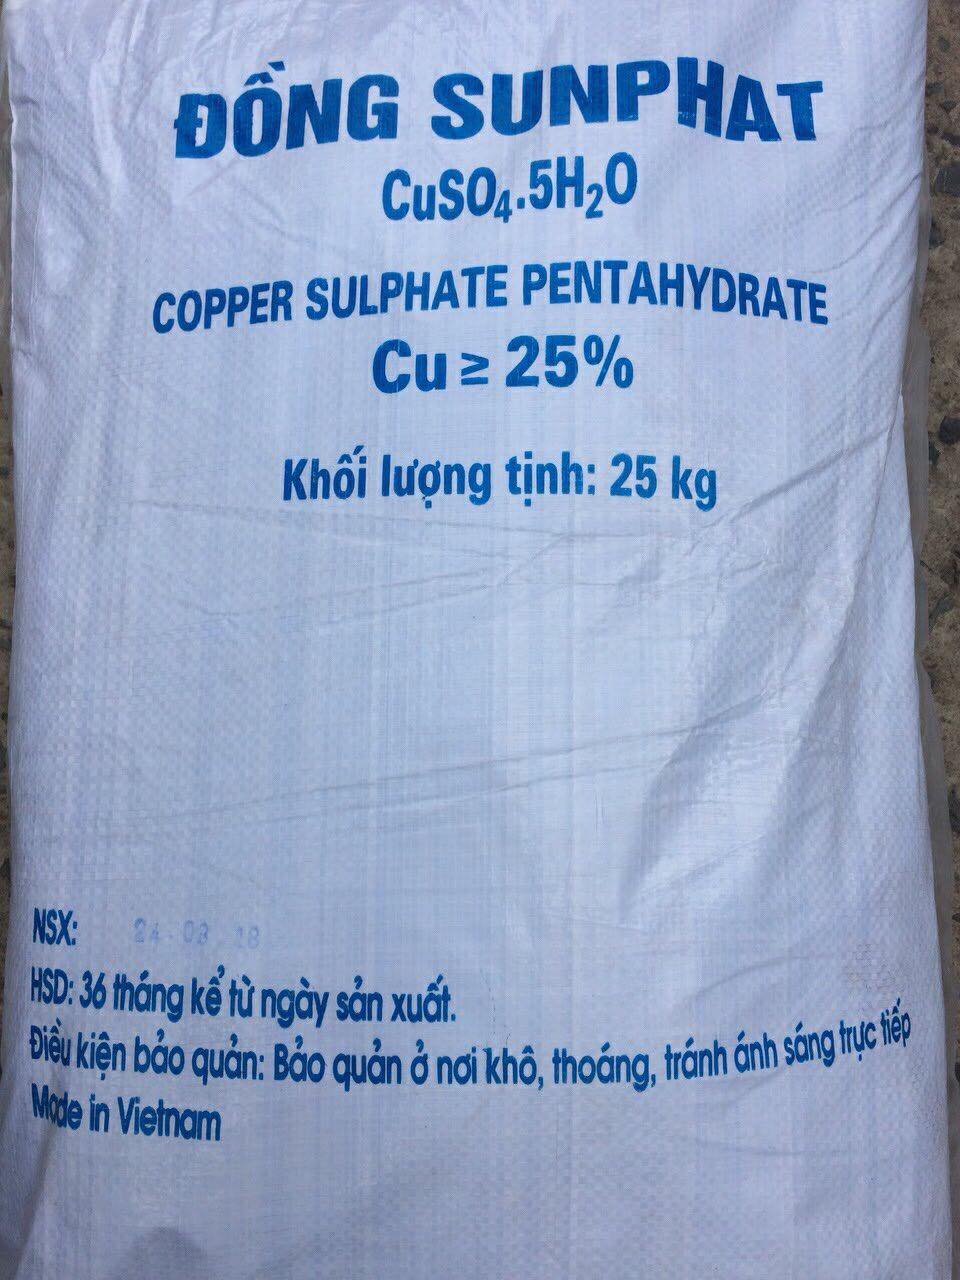 ĐỒNG SUNPHAT
CuSO₄.5H₂O
COPPER SULPHATE PENTAHYDRATE
Cu ≥ 25%
Khối lượng tịnh: 25 kg
NSX:
HSD: 36 tháng kể từ ngày sản xuất.
Điều kiện bảo quản: Bảo quản ở nơi khô, thoáng, tránh ánh sáng trực tiếp
Made in Vietnam